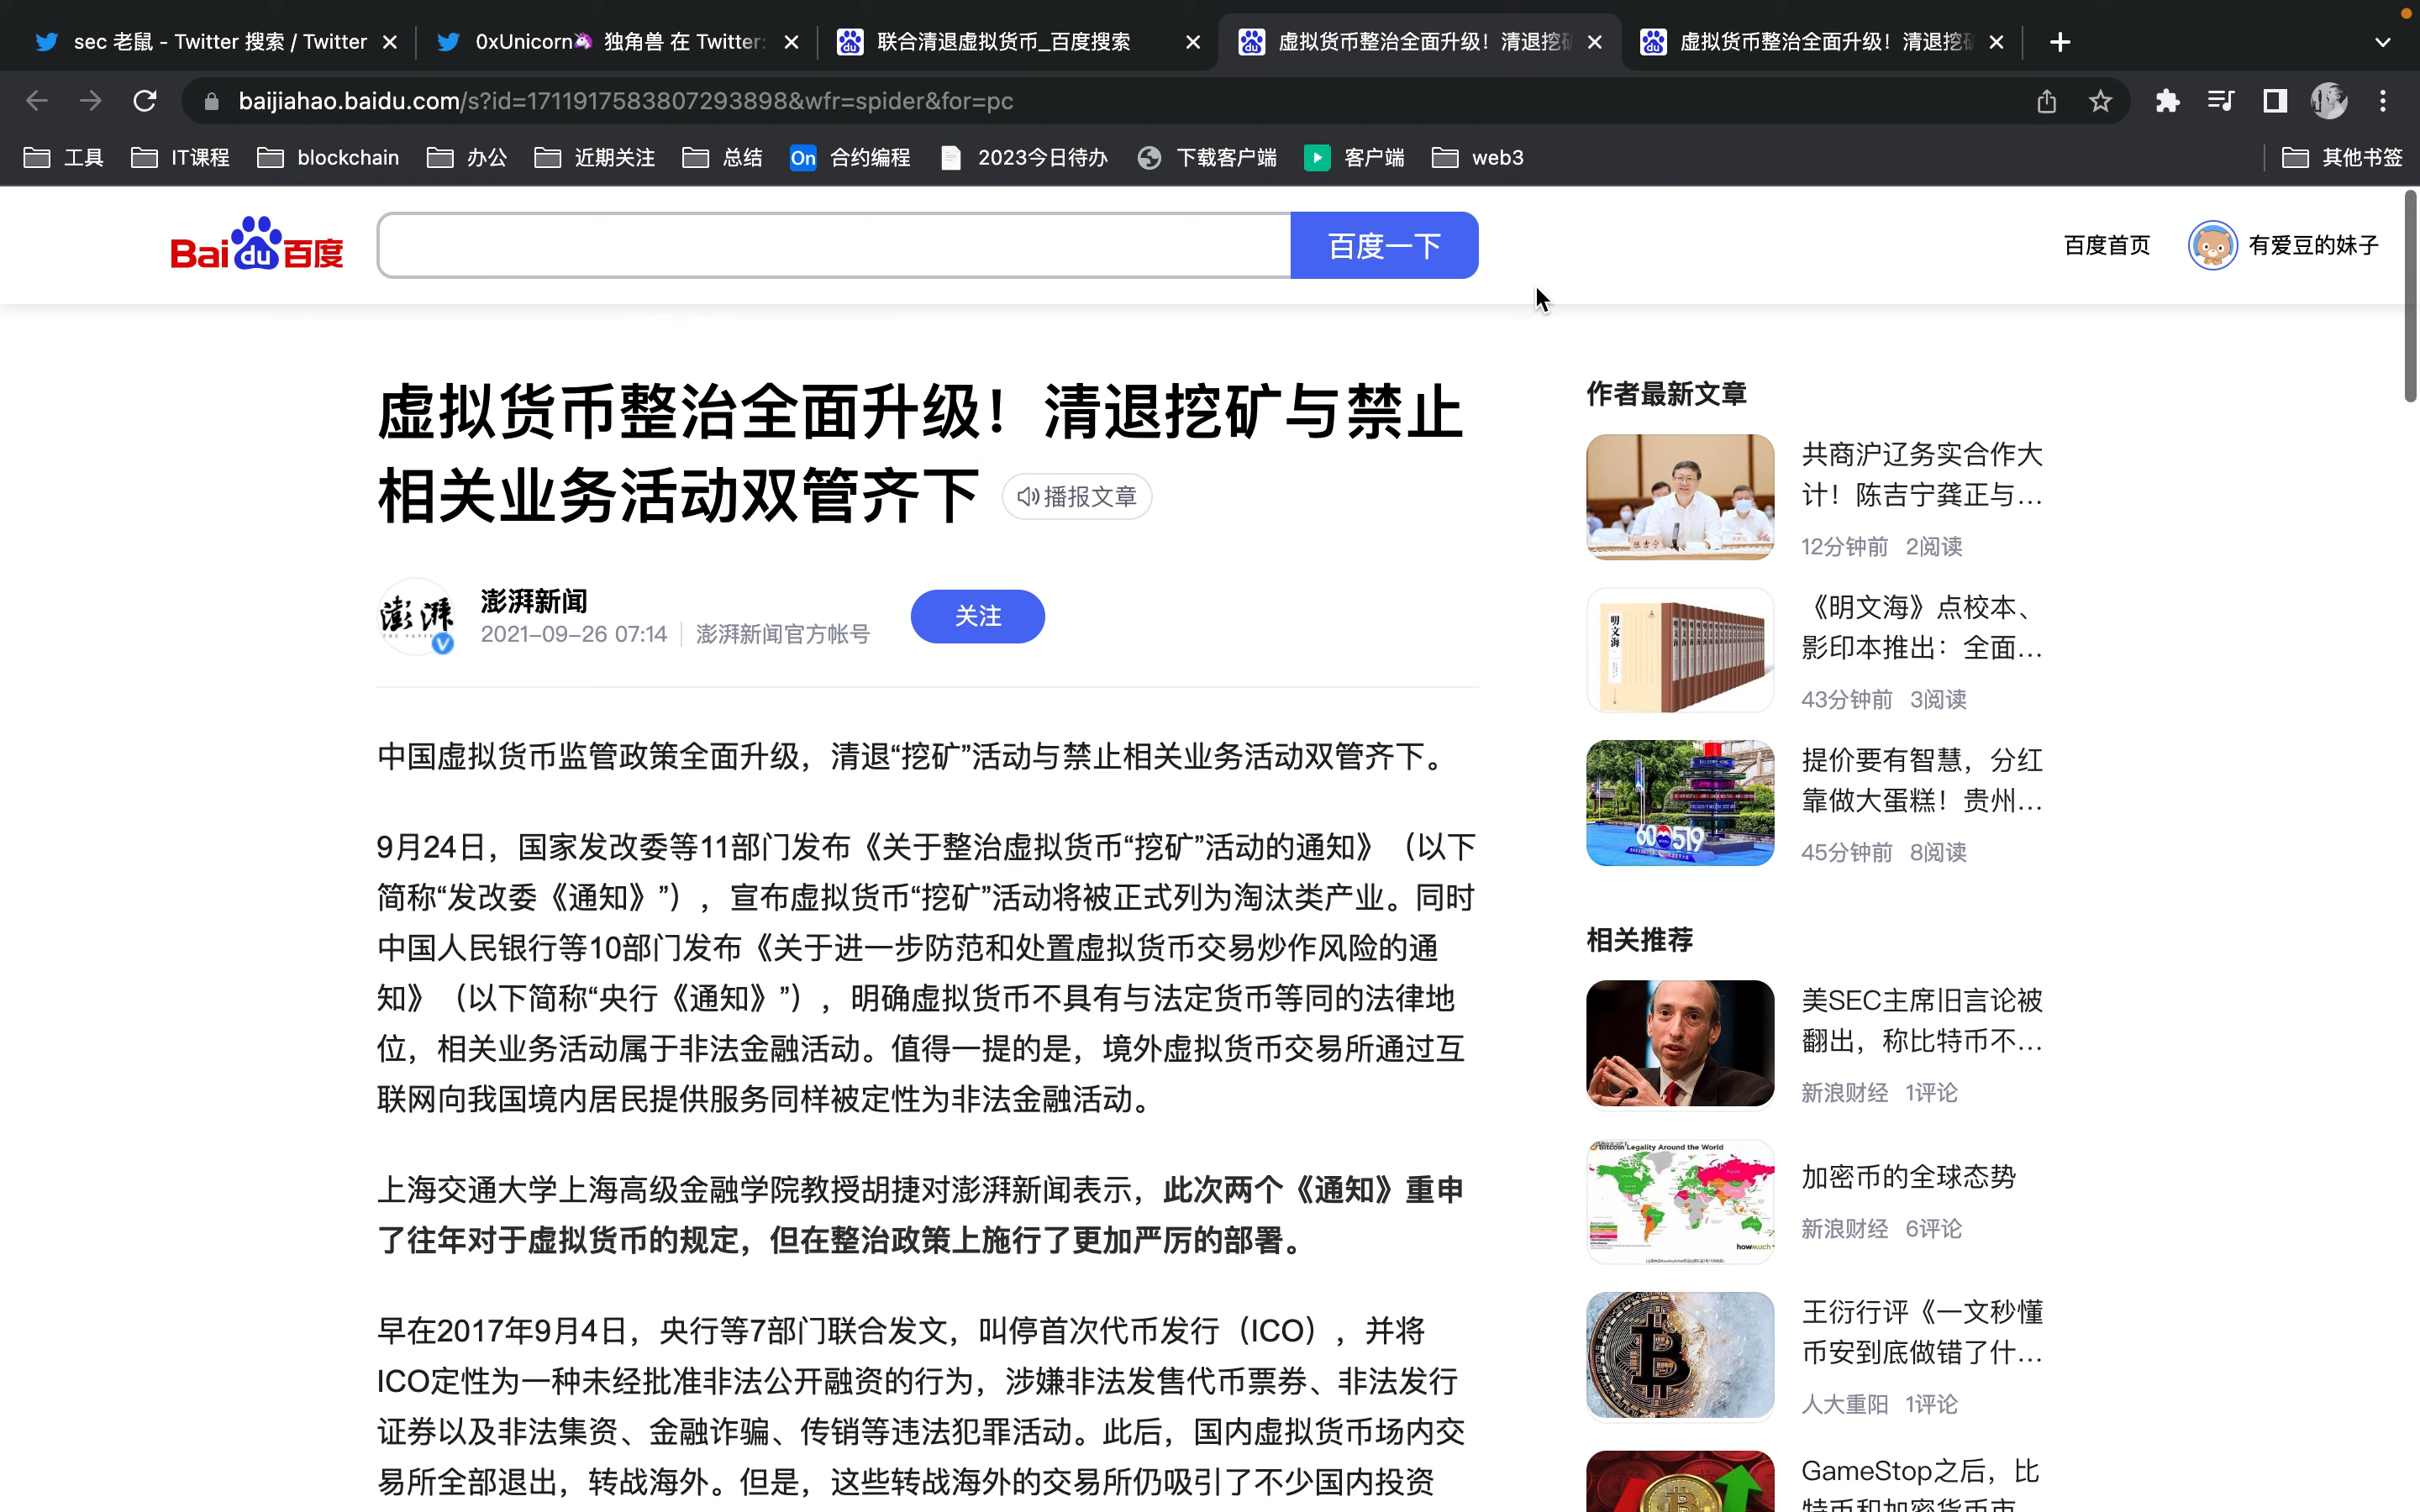 sec 老鼠 - Twitter 搜索 / Twitter
0xUnicorn🦄 独角兽 在 Twitter:
联合清退虚拟货币_百度搜索
虚拟货币整治全面升级！清退挖矿
虚拟货币整治全面升级！清退挖矿
baijiahao.baidu.com/s?id=1711917583807293898&wfr=spider&for=pc
工具
IT课程
blockchain
办公
近期关注
总结
On 合约编程
2023今日待办
下载客户端
客户端
web3
其他书签
Bai du 百度
百度一下
百度首页
有爱豆的妹子
虚拟货币整治全面升级！清退挖矿与禁止
相关业务活动双管齐下
播报文章
澎湃
澎湃新闻
2021-09-26 07:14
澎湃新闻官方帐号
关注
中国虚拟货币监管政策全面升级，清退“挖矿”活动与禁止相关业务活动双管齐下。
9月24日，国家发改委等11部门发布《关于整治虚拟货币“挖矿”活动的通知》（以下
简称“发改委《通知》”），宣布虚拟货币“挖矿”活动将被正式列为淘汰类产业。同时
中国人民银行等10部门发布《关于进一步防范和处置虚拟货币交易炒作风险的通
知》（以下简称“央行《通知》”），明确虚拟货币不具有与法定货币等同的法律地
位，相关业务活动属于非法金融活动。值得一提的是，境外虚拟货币交易所通过互
联网向我国境内居民提供服务同样被定性为非法金融活动。
上海交通大学上海高级金融学院教授胡捷对澎湃新闻表示，此次两个《通知》重申
了往年对于虚拟货币的规定，但在整治政策上施行了更加严厉的部署。
早在2017年9月4日，央行等7部门联合发文，叫停首次代币发行（ICO），并将
ICO定性为一种未经批准非法公开融资的行为，涉嫌非法发售代币票券、非法发行
证券以及非法集资、金融诈骗、传销等违法犯罪活动。此后，国内虚拟货币场内交
易所全部退出，转战海外。但是，这些转战海外的交易所仍吸引了不少国内投资
作者最新文章
陈吉宁
共商沪辽务实合作大
计！陈吉宁龚正与...
12分钟前 2阅读
明文海
《明文海》点校本、
影印本推出：全面...
43分钟前 3阅读
60 519
提价要有智慧，分红
靠做大蛋糕！贵州...
45分钟前 8阅读
相关推荐
美SEC主席旧言论被
翻出，称比特币不...
新浪财经 1评论
Bitcoin Legality Around the World
howmuch
加密币的全球态势
新浪财经 6评论
王衍行评《一文秒懂
币安到底做错了什...
人大重阳 1评论
GameStop之后，比
特币和加密货币市